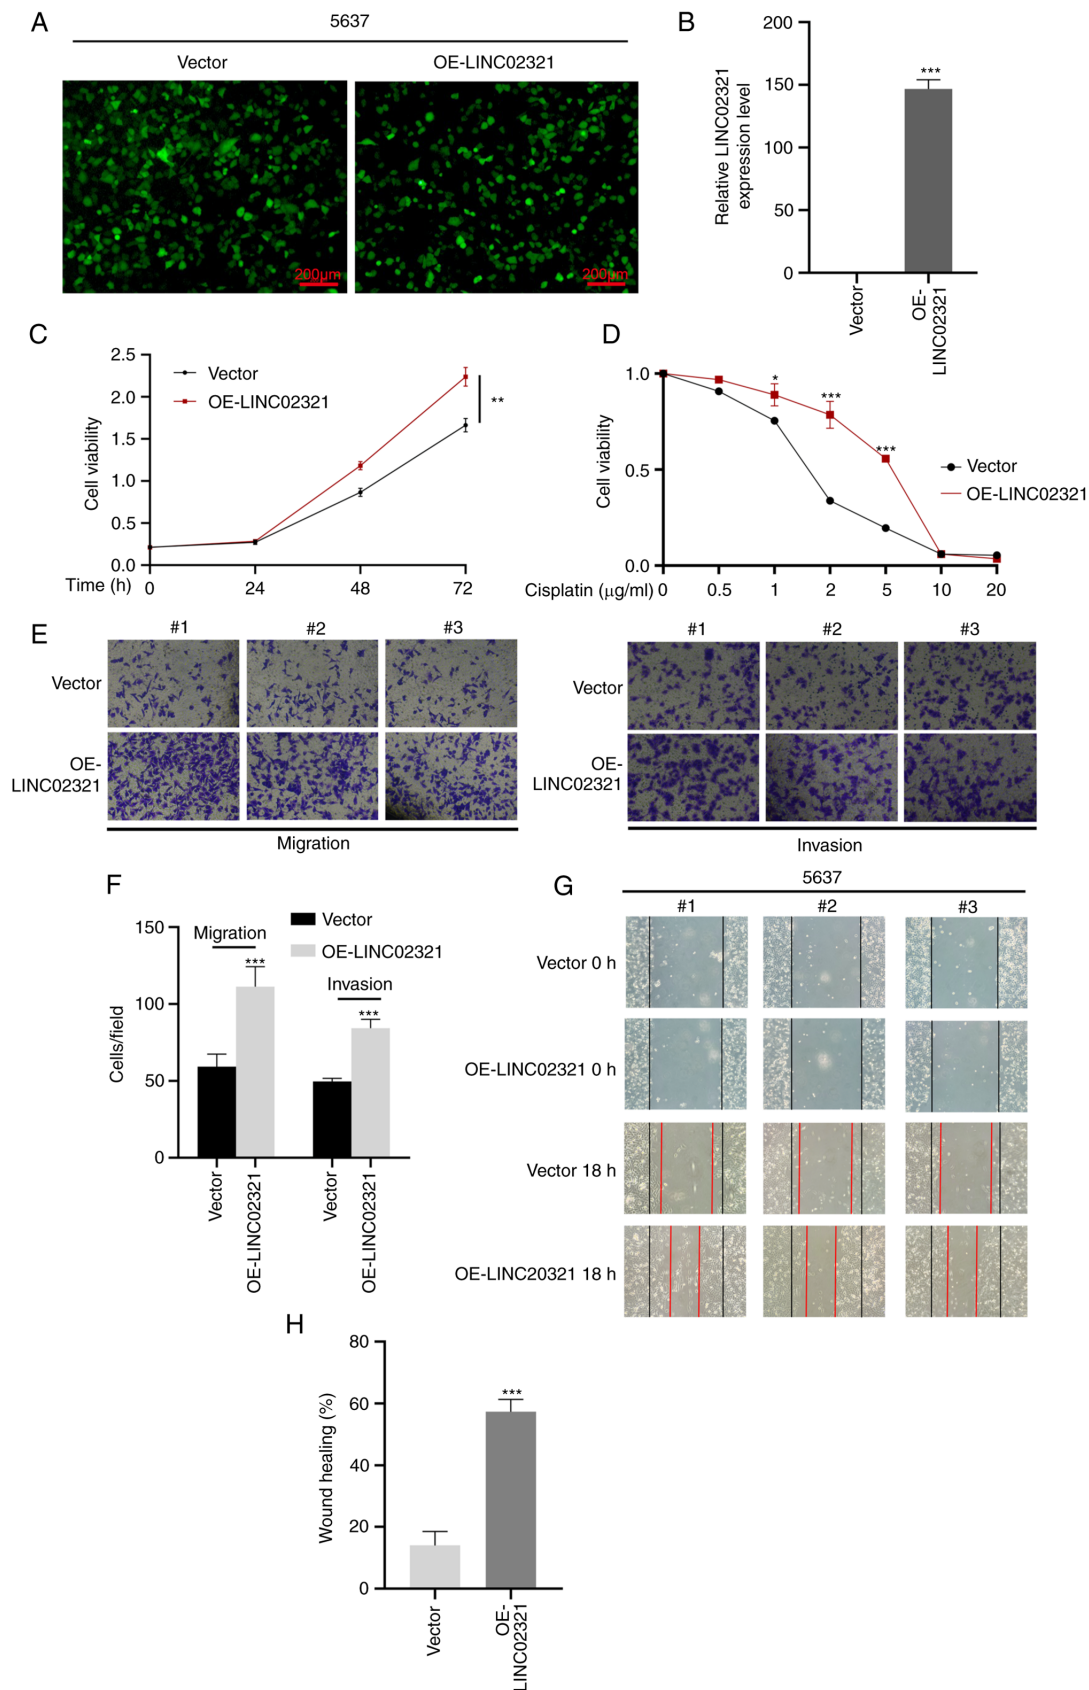 A
5637
Vector
OE-LINC02321
200μm
200μm
B
Relative LINC02321
expression level
200
150
100
50
0
***
Vector
OE-
LINC02321
C
Cell viability
2.5
2.0
1.5
1.0
0.5
0.0
Vector
OE-LINC02321
**
Time (h)
0
24
48
72
D
Cell viability
1.0
0.5
0.0
*
***
***
Vector
OE-LINC02321
Cisplatin (μg/ml)
0
0.5
1
2
5
10
20
E
#1
#2
#3
Vector
OE-
LINC02321
Migration
#1
#2
#3
Vector
OE-
LINC02321
Invasion
F
Cells/field
150
100
50
0
Vector
OE-LINC02321
Migration
***
Invasion
***
Vector
OE-LINC02321
Vector
OE-LINC02321
G
5637
#1
#2
#3
Vector 0 h
OE-LINC02321 0 h
Vector 18 h
OE-LINC20321 18 h
H
Wound healing (%)
80
60
40
20
0
***
Vector
OE-
LINC02321